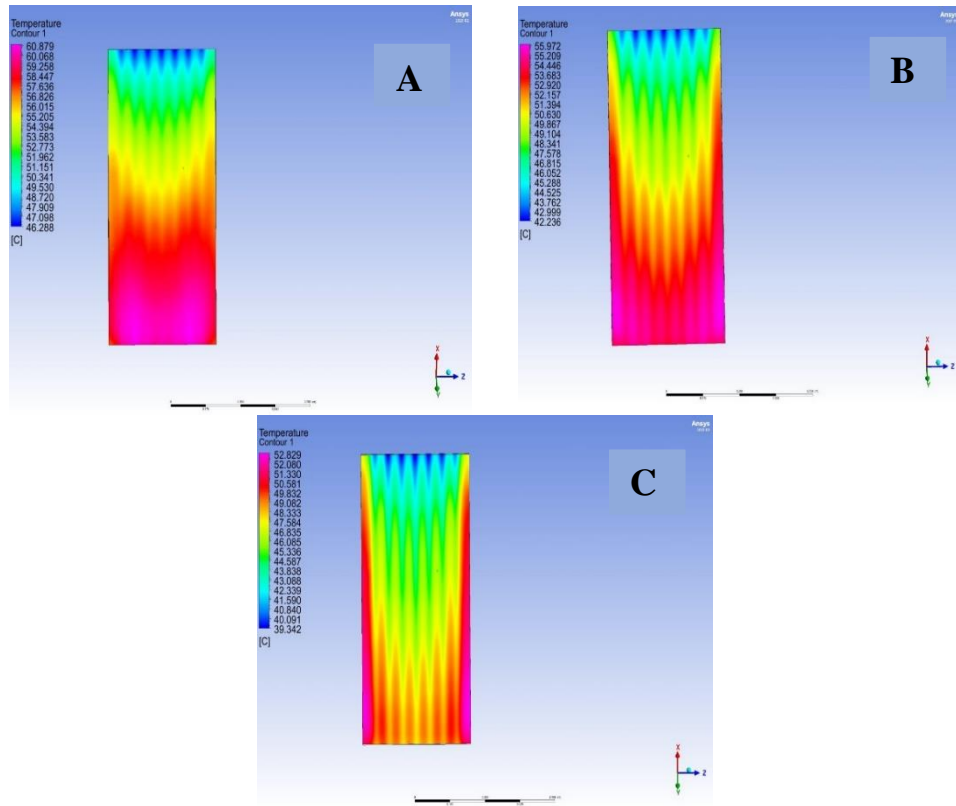 Ansys
Temperature
Contour 1
60.879
60.068
59.258
58.447
57.636
56.826
56.015
55.205
54.394
53.583
52.773
51.962
51.151
50.341
49.530
48.720
47.909
47.098
46.288
[C]
A
X
Z
Y
Ansys
Temperature
Contour 1
55.972
55.209
54.446
53.683
52.920
52.157
51.394
50.630
49.867
49.104
48.341
47.578
46.815
46.052
45.288
44.525
43.762
42.999
42.236
[C]
B
X
Z
Y
Ansys
Temperature
Contour 1
52.829
52.080
51.330
50.581
49.832
49.082
48.333
47.584
46.835
46.085
45.336
44.587
43.838
43.088
42.339
41.590
40.840
40.091
39.342
[C]
C
X
Z
Y